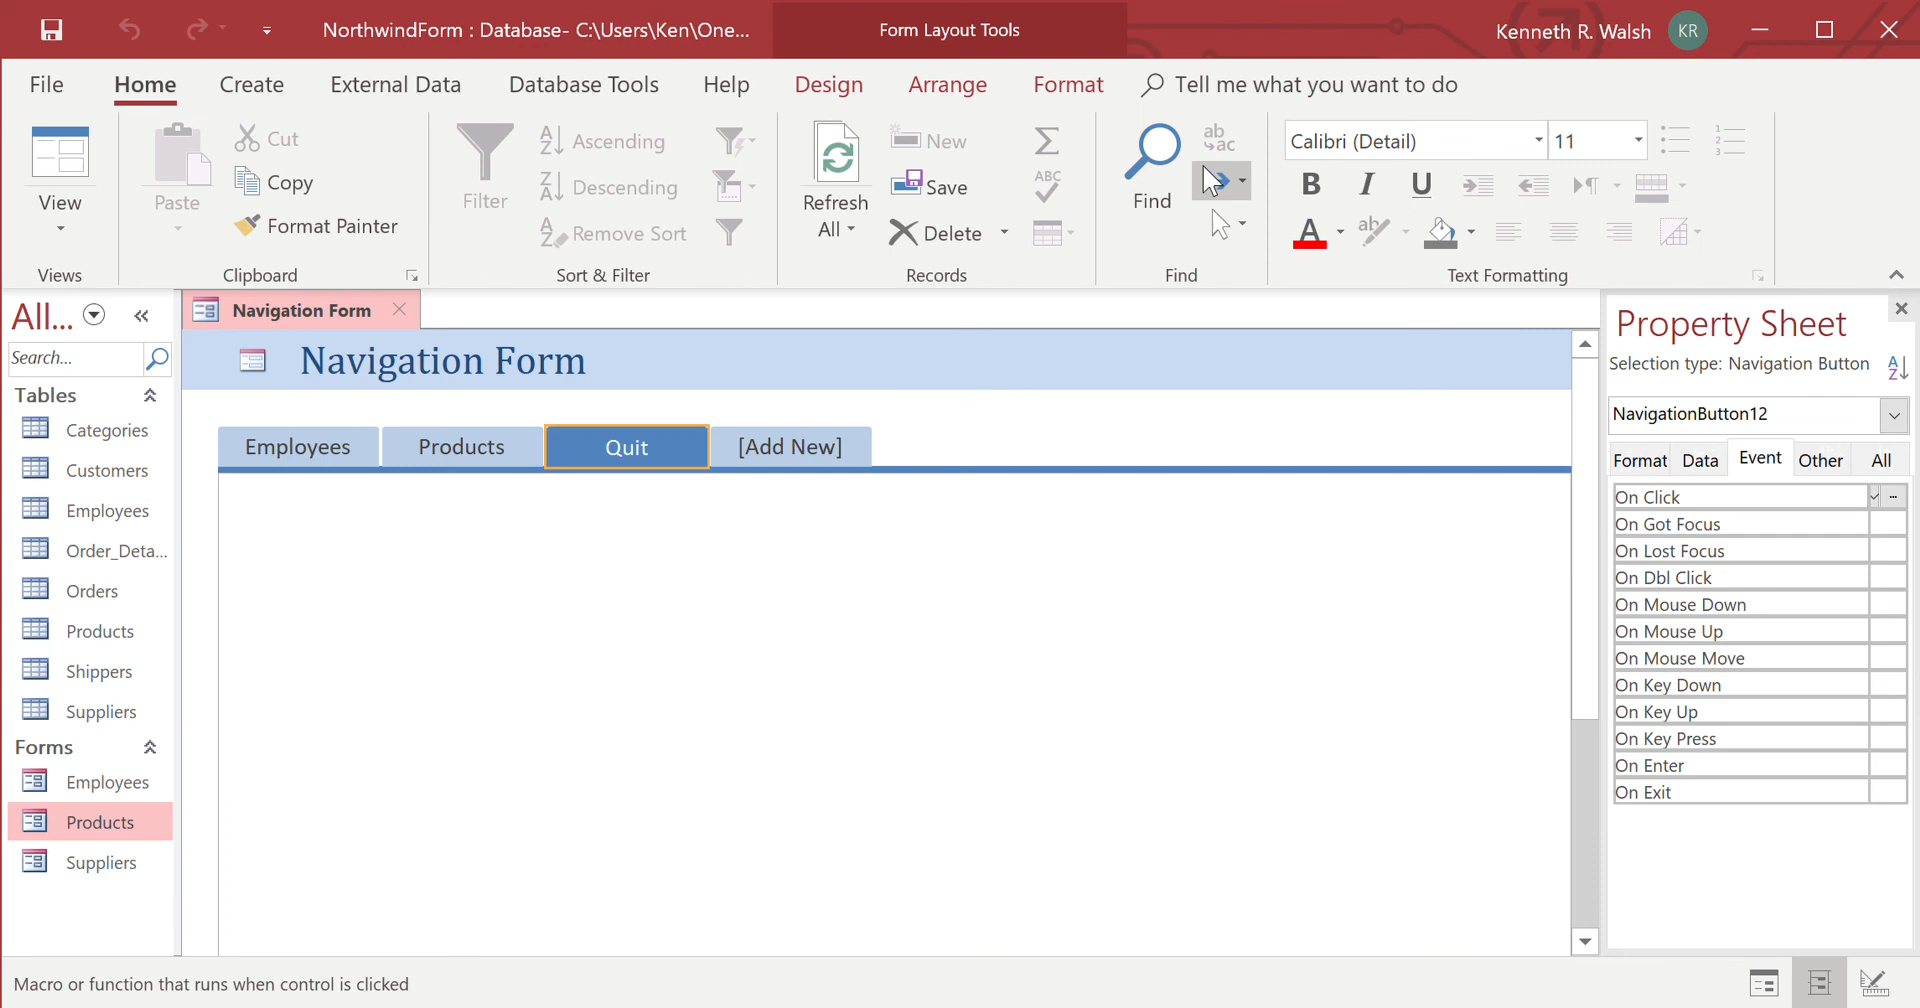 NorthwindForm : Database- C:\Users\Ken\One...
Form Layout Tools
Kenneth R. Walsh
KR
File
Home
Create
External Data
Database Tools
Help
Design
Arrange
Format
Tell me what you want to do
View
Views
Paste
Cut
Copy
Format Painter
Clipboard
Filter
Ascending
Descending
Remove Sort
Sort & Filter
Refresh
All
New
Save
Delete
Records
ABC
Find
ab
ac
Find
Calibri (Detail)
11
B I U
A
ab
Text Formatting
All...
Search...
Tables
Categories
Customers
Employees
Order_Deta...
Orders
Products
Shippers
Suppliers
Forms
Employees
Products
Suppliers
Navigation Form
Navigation Form
Employees
Products
Quit
[Add New]
Property Sheet
Selection type: Navigation Button
NavigationButton12
Format
Data
Event
Other
All
On Click
On Got Focus
On Lost Focus
On Dbl Click
On Mouse Down
On Mouse Up
On Mouse Move
On Key Down
On Key Up
On Key Press
On Enter
On Exit
Macro or function that runs when control is clicked